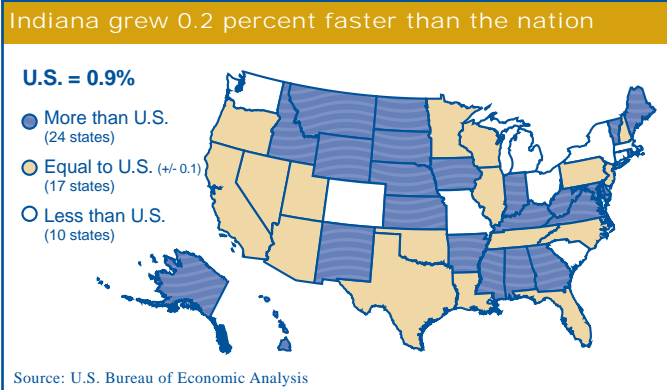 Indiana grew 0.2 percent faster than the nation
U.S. = 0.9%
More than U.S.
(24 states)
Equal to U.S. (+/- 0.1)
(17 states)
Less than U.S.
(10 states)
Source: U.S. Bureau of Economic Analysis